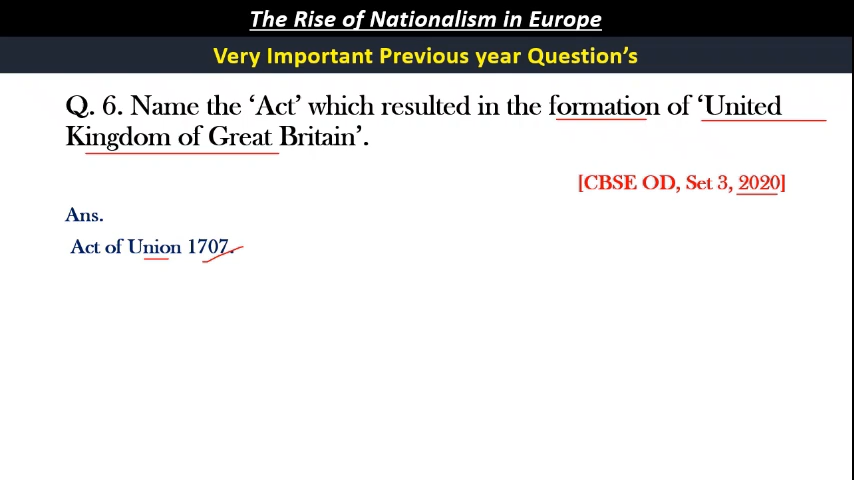 The Rise of Nationalism in Europe
Very Important Previous year Question's
Q. 6. Name the ‘Act’ which resulted in the formation of ‘United
Kingdom of Great Britain’.
[CBSE OD, Set 3, 2020]
Ans.
Act of Union 1707.